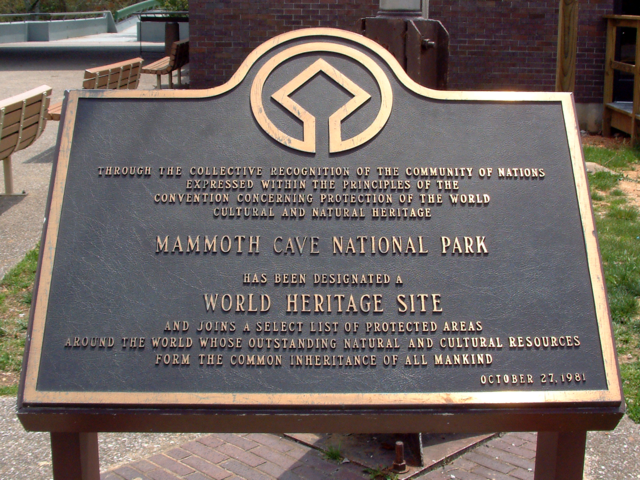 THROUGH THE COLLECTIVE RECOGNITION OF THE COMMUNITY OF NATIONS
EXPRESSED WITHIN THE PRINCIPLES OF THE
CONVENTION CONCERNING PROTECTION OF THE WORLD
CULTURAL AND NATURAL HERITAGE
MAMMOTH CAVE NATIONAL PARK
HAS BEEN DESIGNATED A
WORLD HERITAGE SITE
AND JOINS A SELECT LIST OF PROTECTED AREAS
AROUND THE WORLD WHOSE OUTSTANDING NATURAL AND CULTURAL RESOURCES
FORM THE COMMON INHERITANCE OF ALL MANKIND
OCTOBER 27, 1981